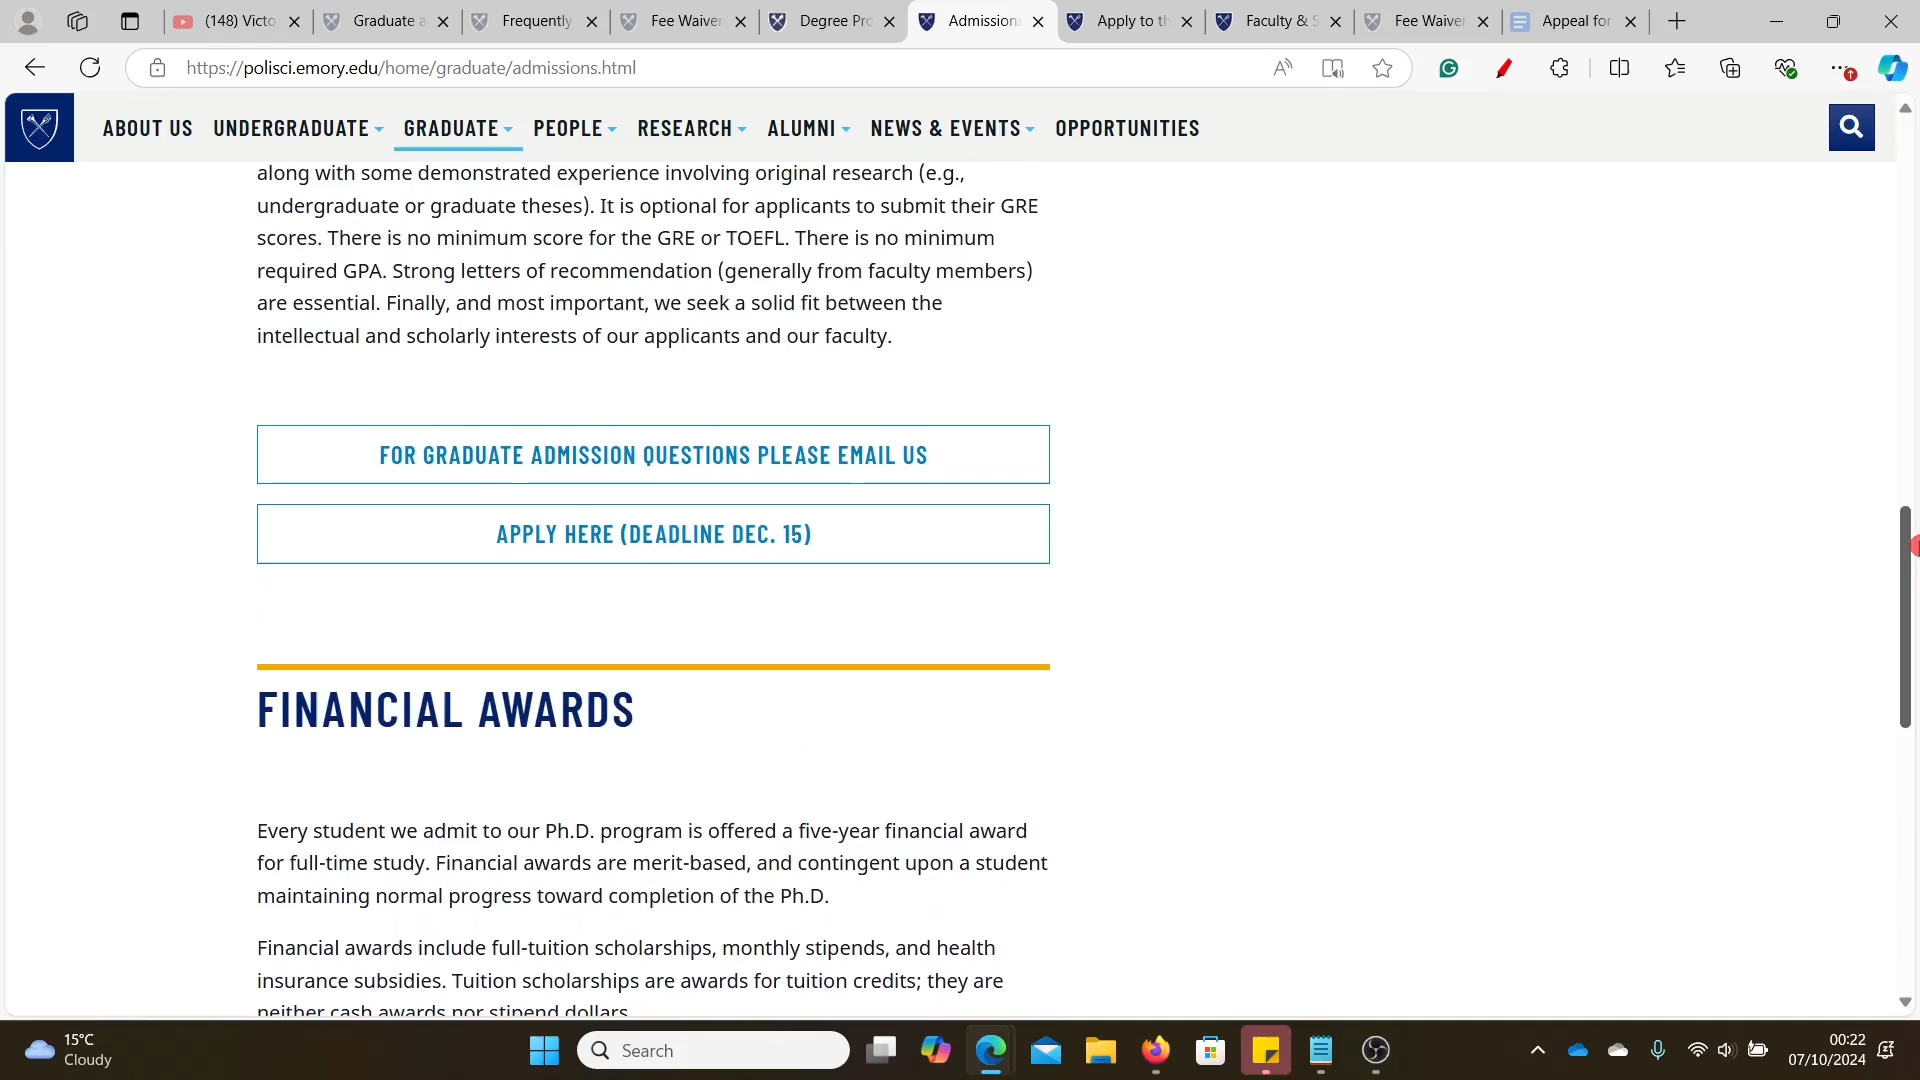 (148) Victo
Graduate a
Frequently
Fee Waiver
Degree Pro
Admission
Apply to th
Faculty & S
Fee Waiver
Appeal for
https://polisci.emory.edu/home/graduate/admissions.html
ABOUT US
UNDERGRADUATE
GRADUATE
PEOPLE
RESEARCH
ALUMNI
NEWS & EVENTS
OPPORTUNITIES
along with some demonstrated experience involving original research (e.g.,
undergraduate or graduate theses). It is optional for applicants to submit their GRE
scores. There is no minimum score for the GRE or TOEFL. There is no minimum
required GPA. Strong letters of recommendation (generally from faculty members)
are essential. Finally, and most important, we seek a solid fit between the
intellectual and scholarly interests of our applicants and our faculty.
FOR GRADUATE ADMISSION QUESTIONS PLEASE EMAIL US
APPLY HERE (DEADLINE DEC. 15)
FINANCIAL AWARDS
Every student we admit to our Ph.D. program is offered a five-year financial award
for full-time study. Financial awards are merit-based, and contingent upon a student
maintaining normal progress toward completion of the Ph.D.
Financial awards include full-tuition scholarships, monthly stipends, and health
insurance subsidies. Tuition scholarships are awards for tuition credits; they are
neither cash awards nor stipend dollars.
15°C
Cloudy
Search
00:22
07/10/2024